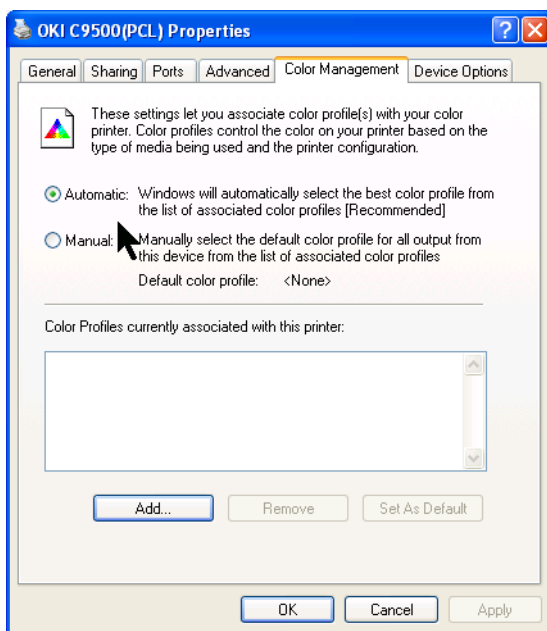 OKI C9500(PCL) Properties
General Sharing Ports Advanced Color Management Device Options
These settings let you associate color profile(s) with your color
printer. Color profiles control the color on your printer based on the
type of media being used and the printer configuration.
Automatic: Windows will automatically select the best color profile from
the list of associated color profiles [Recommended]
Manual: Manually select the default color profile for all output from
this device from the list of associated color profiles
Default color profile: <None>
Color Profiles currently associated with this printer:
Add... Remove Set As Default
OK Cancel Apply